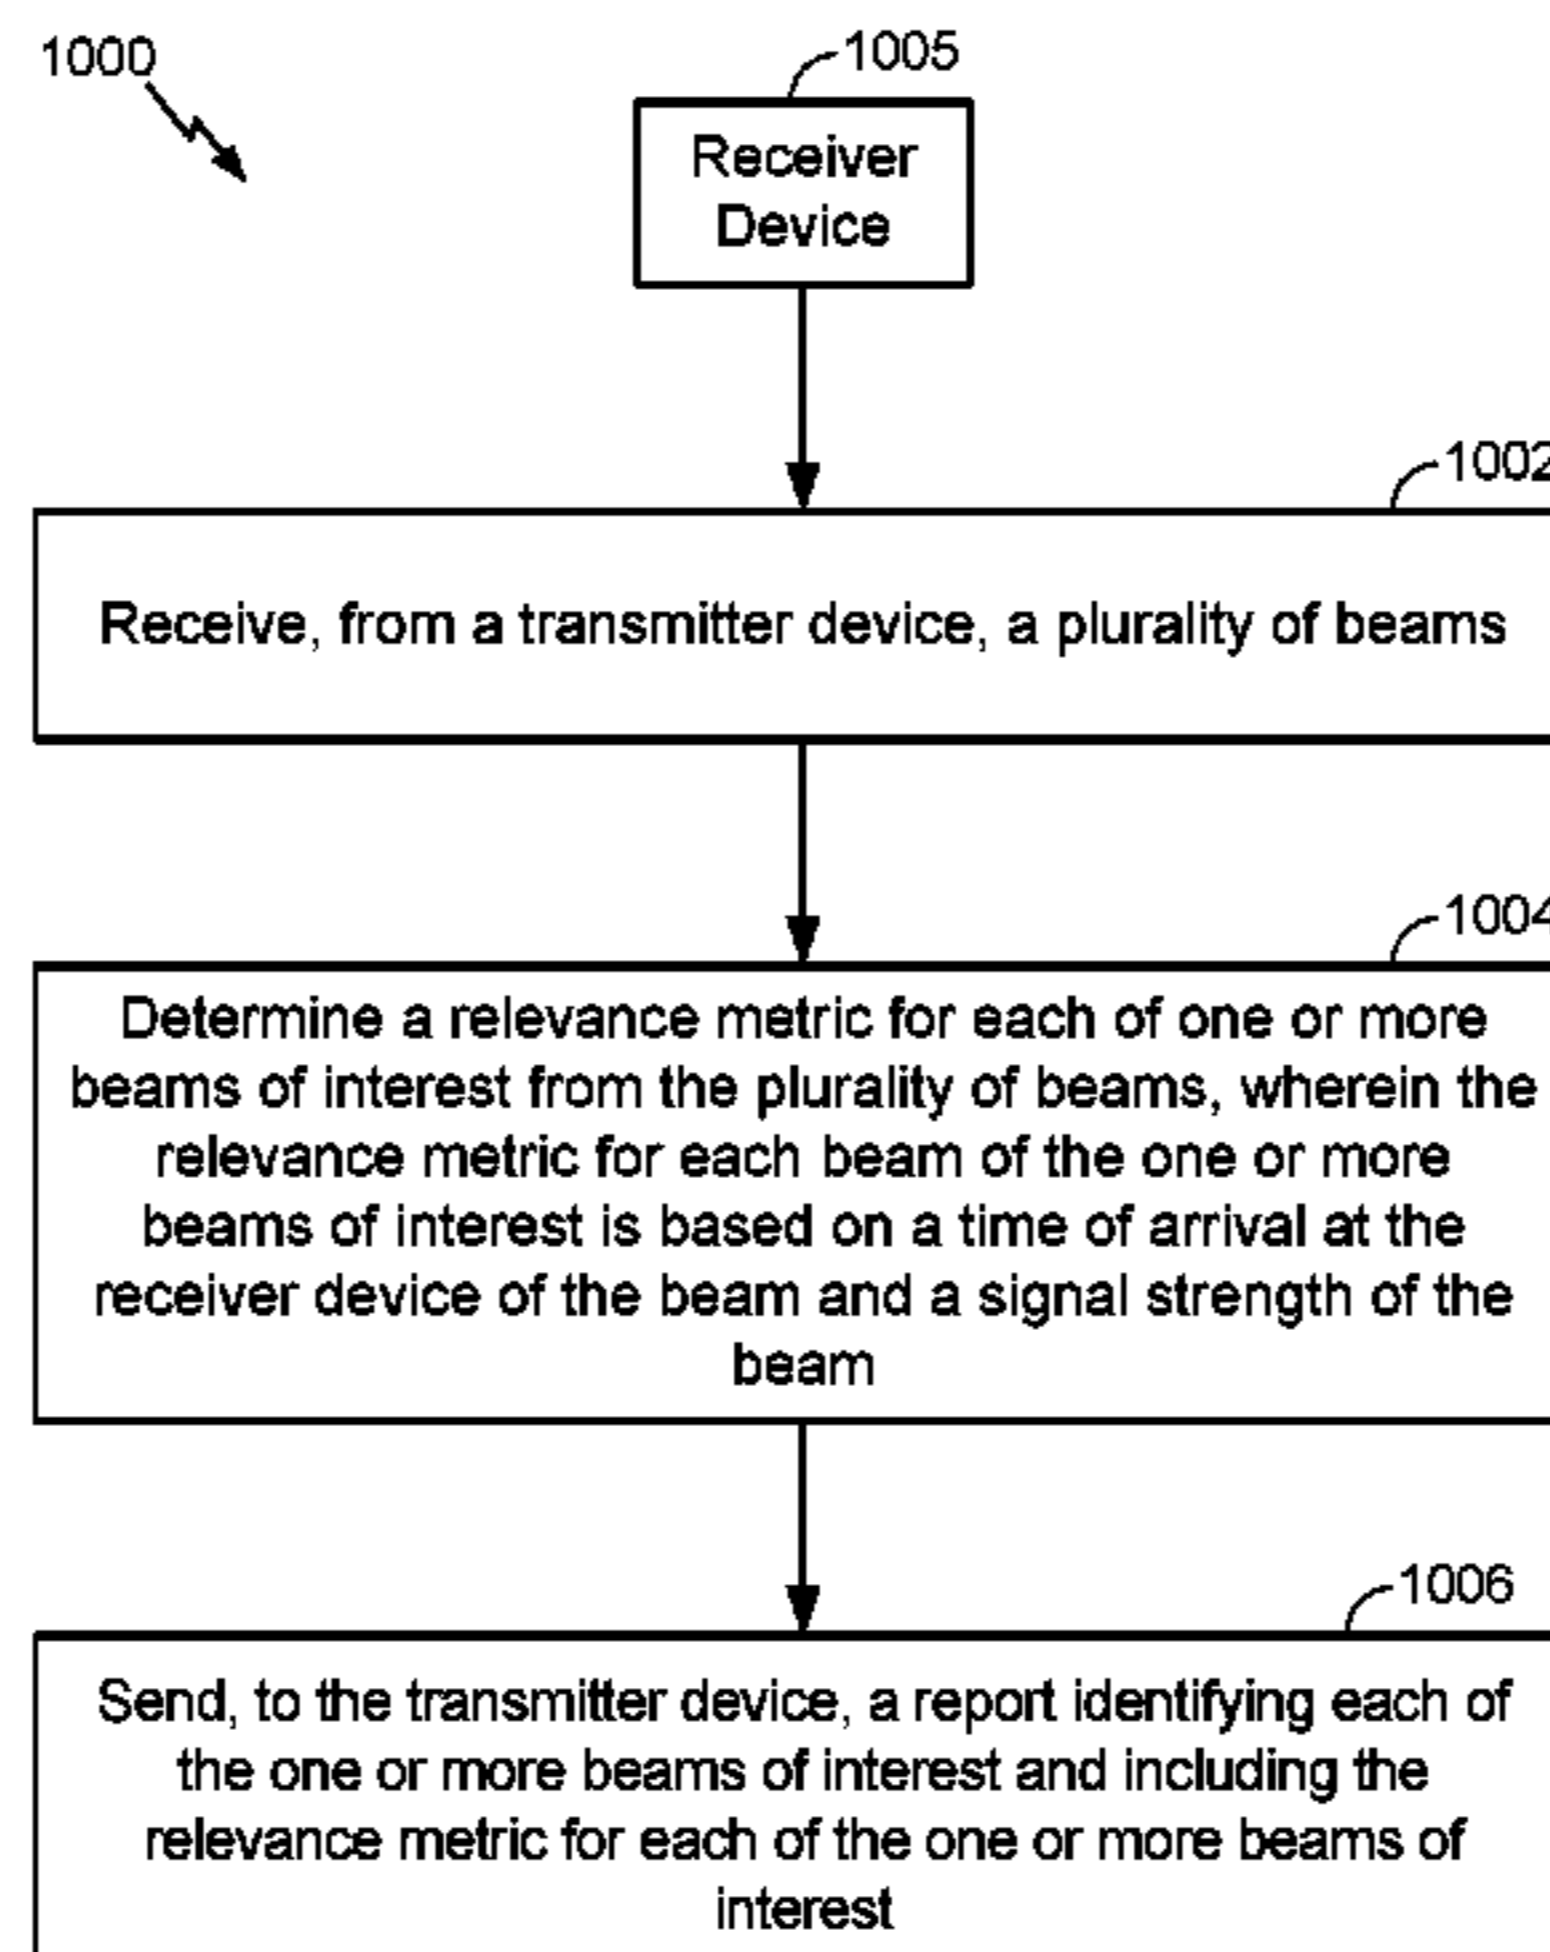 1000
1005
Receiver
Device
1002
Receive, from a transmitter device, a plurality of beams
1004
Determine a relevance metric for each of one or more
beams of interest from the plurality of beams, wherein the
relevance metric for each beam of the one or more
beams of interest is based on a time of arrival at the
receiver device of the beam and a signal strength of the
beam
1006
Send, to the transmitter device, a report identifying each of
the one or more beams of interest and including the
relevance metric for each of the one or more beams of
interest